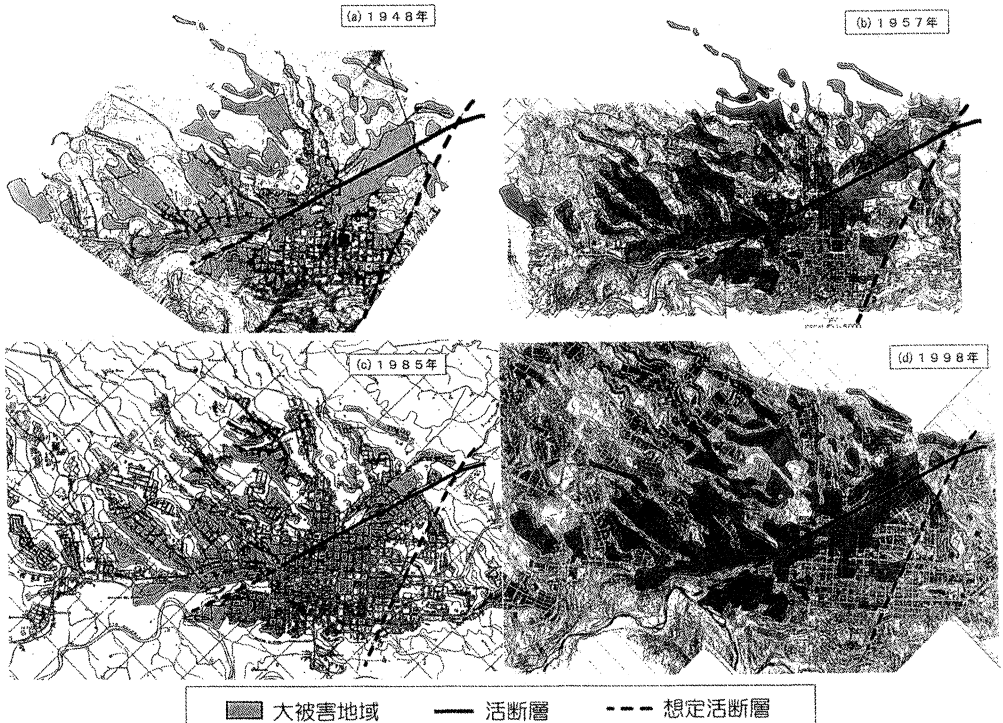 (a) 1948年
(b) 1957年
(c) 1985年
(d) 1998年
大被害地域 活断層 想定活断層